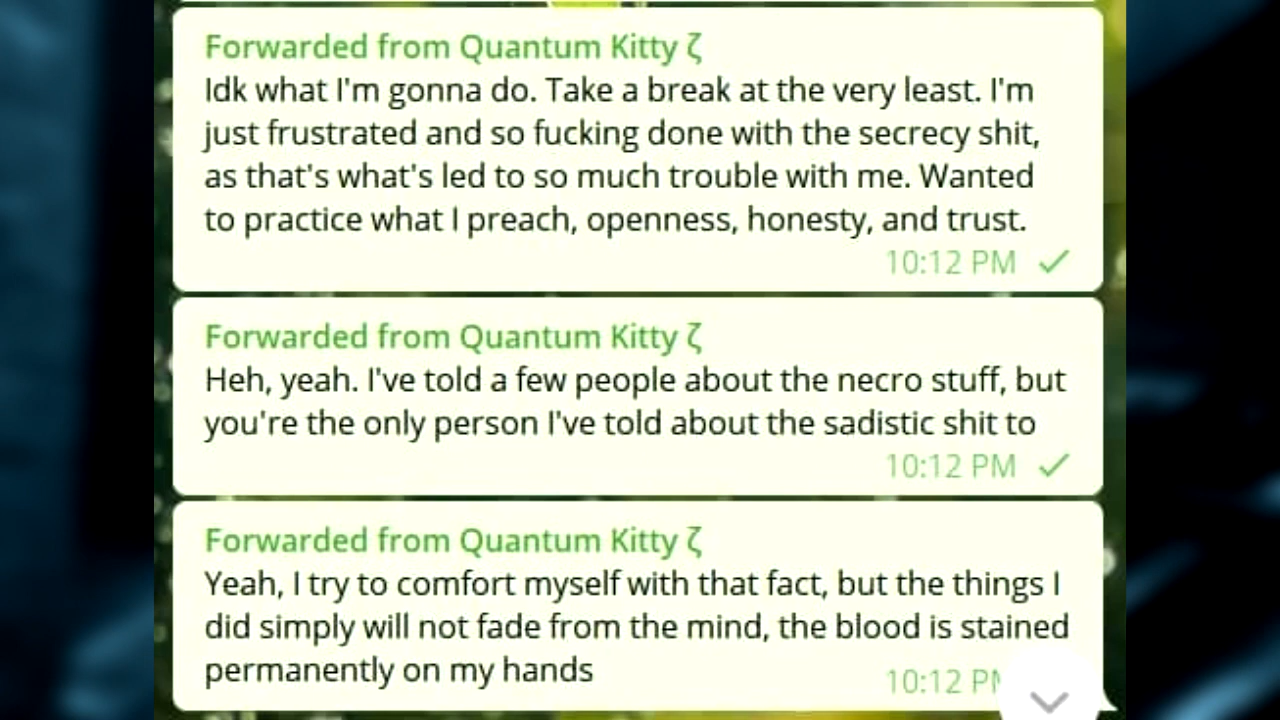 Forwarded from Quantum Kitty ζ
Idk what I'm gonna do. Take a break at the very least. I'm
just frustrated and so fucking done with the secrecy shit,
as that's what's led to so much trouble with me. Wanted
to practice what I preach, openness, honesty, and trust.
10:12 PM
Forwarded from Quantum Kitty ζ
Heh, yeah. I've told a few people about the necro stuff, but
you're the only person I've told about the sadistic shit to
10:12 PM
Forwarded from Quantum Kitty ζ
Yeah, I try to comfort myself with that fact, but the things I
did simply will not fade from the mind, the blood is stained
permanently on my hands
10:12